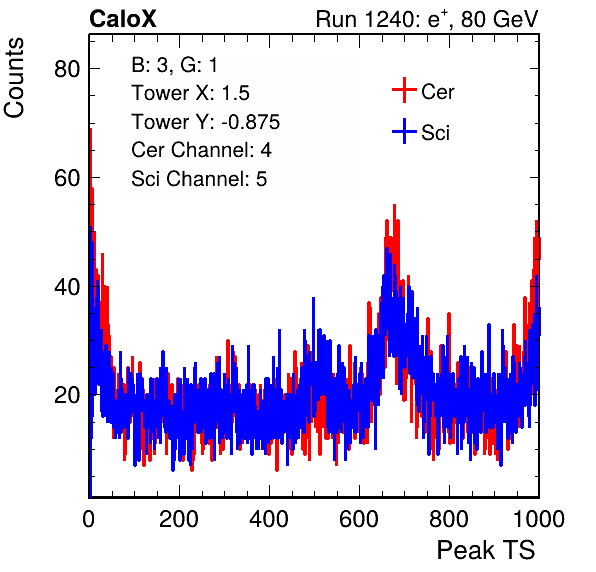 CaloX Run 1240: e+, 80 GeV
Counts
B: 3, G: 1
Tower X: 1.5
Tower Y: -0.875
Cer Channel: 4
Sci Channel: 5
Cer
Sci
80
60
40
20
0 200 400 600 800 1000
Peak TS